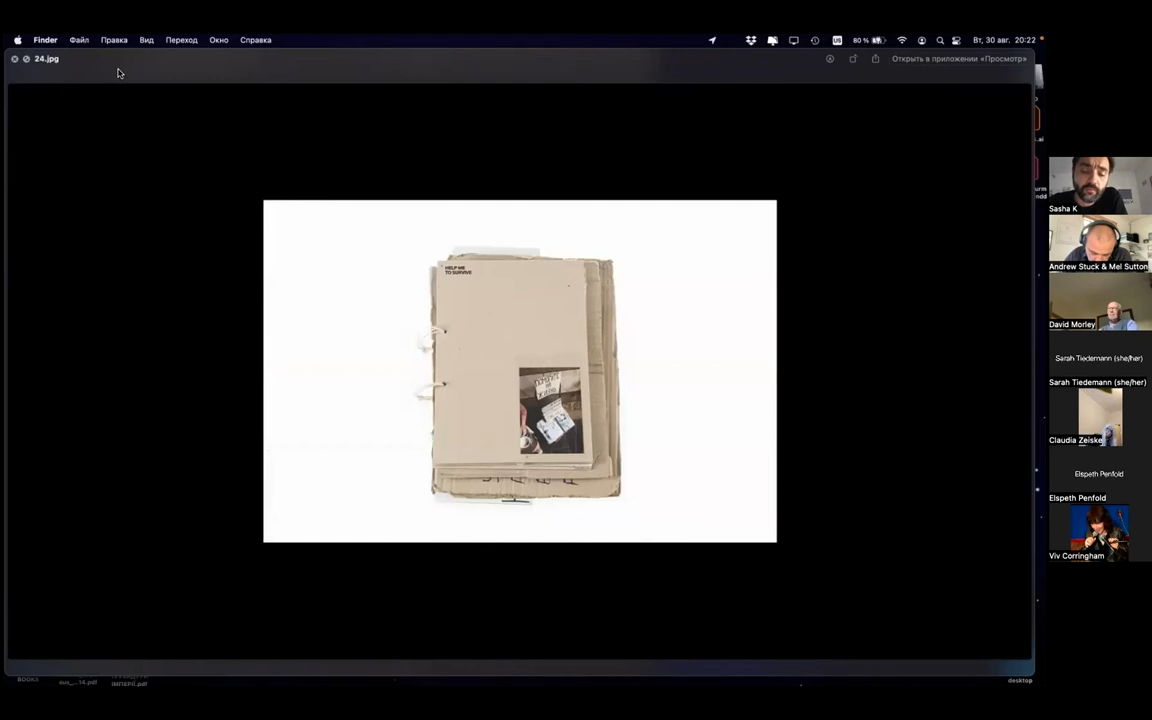 Finder Файл Правка Вид Переход Окно Справка
US 80 % Вт, 30 авг. 20:22
24.jpg
Открыть в приложении «Просмотр»
HELP ME
TO SURVIVE
Sasha K
Andrew Stuck & Mel Sutton
David Morley
Sarah Tiedemann (she/her)
Sarah Tiedemann (she/her)
Claudia Zeiske
Elspeth Penfold
Elspeth Penfold
Viv Corringham
BOOKS
desktop